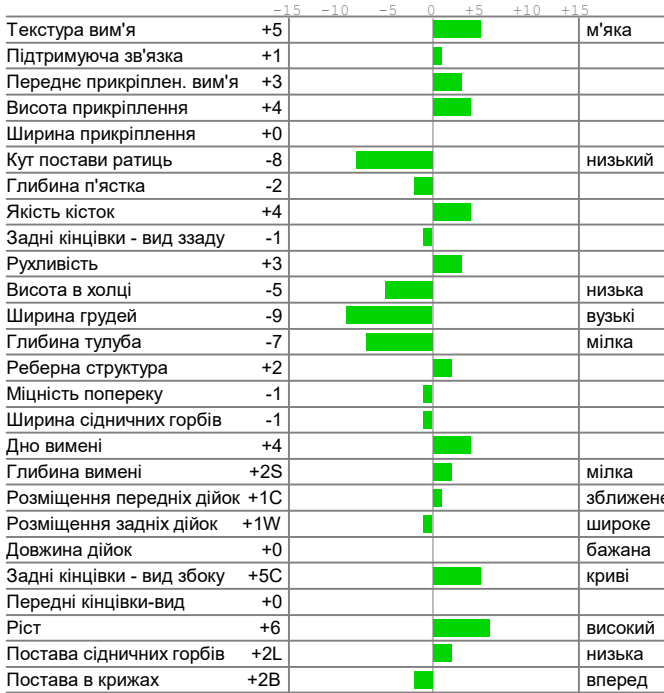 -15 -10 -5 0 +5 +10 +15
Текстура вим'я +5 м'яка
Підтримуюча зв'язка +1
Переднє прикріплен. вим'я +3
Висота прикріплення +4
Ширина прикріплення +0
Кут постави ратиць -8 низький
Глибина п'ястка -2
Якість кісток +4
Задні кінцівки - вид ззаду -1
Рухливість +3
Висота в холці -5 низька
Ширина грудей -9 вузькі
Глибина тулуба -7 мілка
Реберна структура +2
Міцність попереку -1
Ширина сідничних горбів -1
Дно вимені +4
Глибина вимені +2S мілка
Розміщення передніх дійок +1C зближене
Розміщення задніх дійок +1W широке
Довжина дійок +0 бажана
Задні кінцівки - вид збоку +5C криві
Передні кінцівки-вид +0
Ріст +6 високий
Постава сідничних горбів +2L низька
Постава в крижах +2B вперед